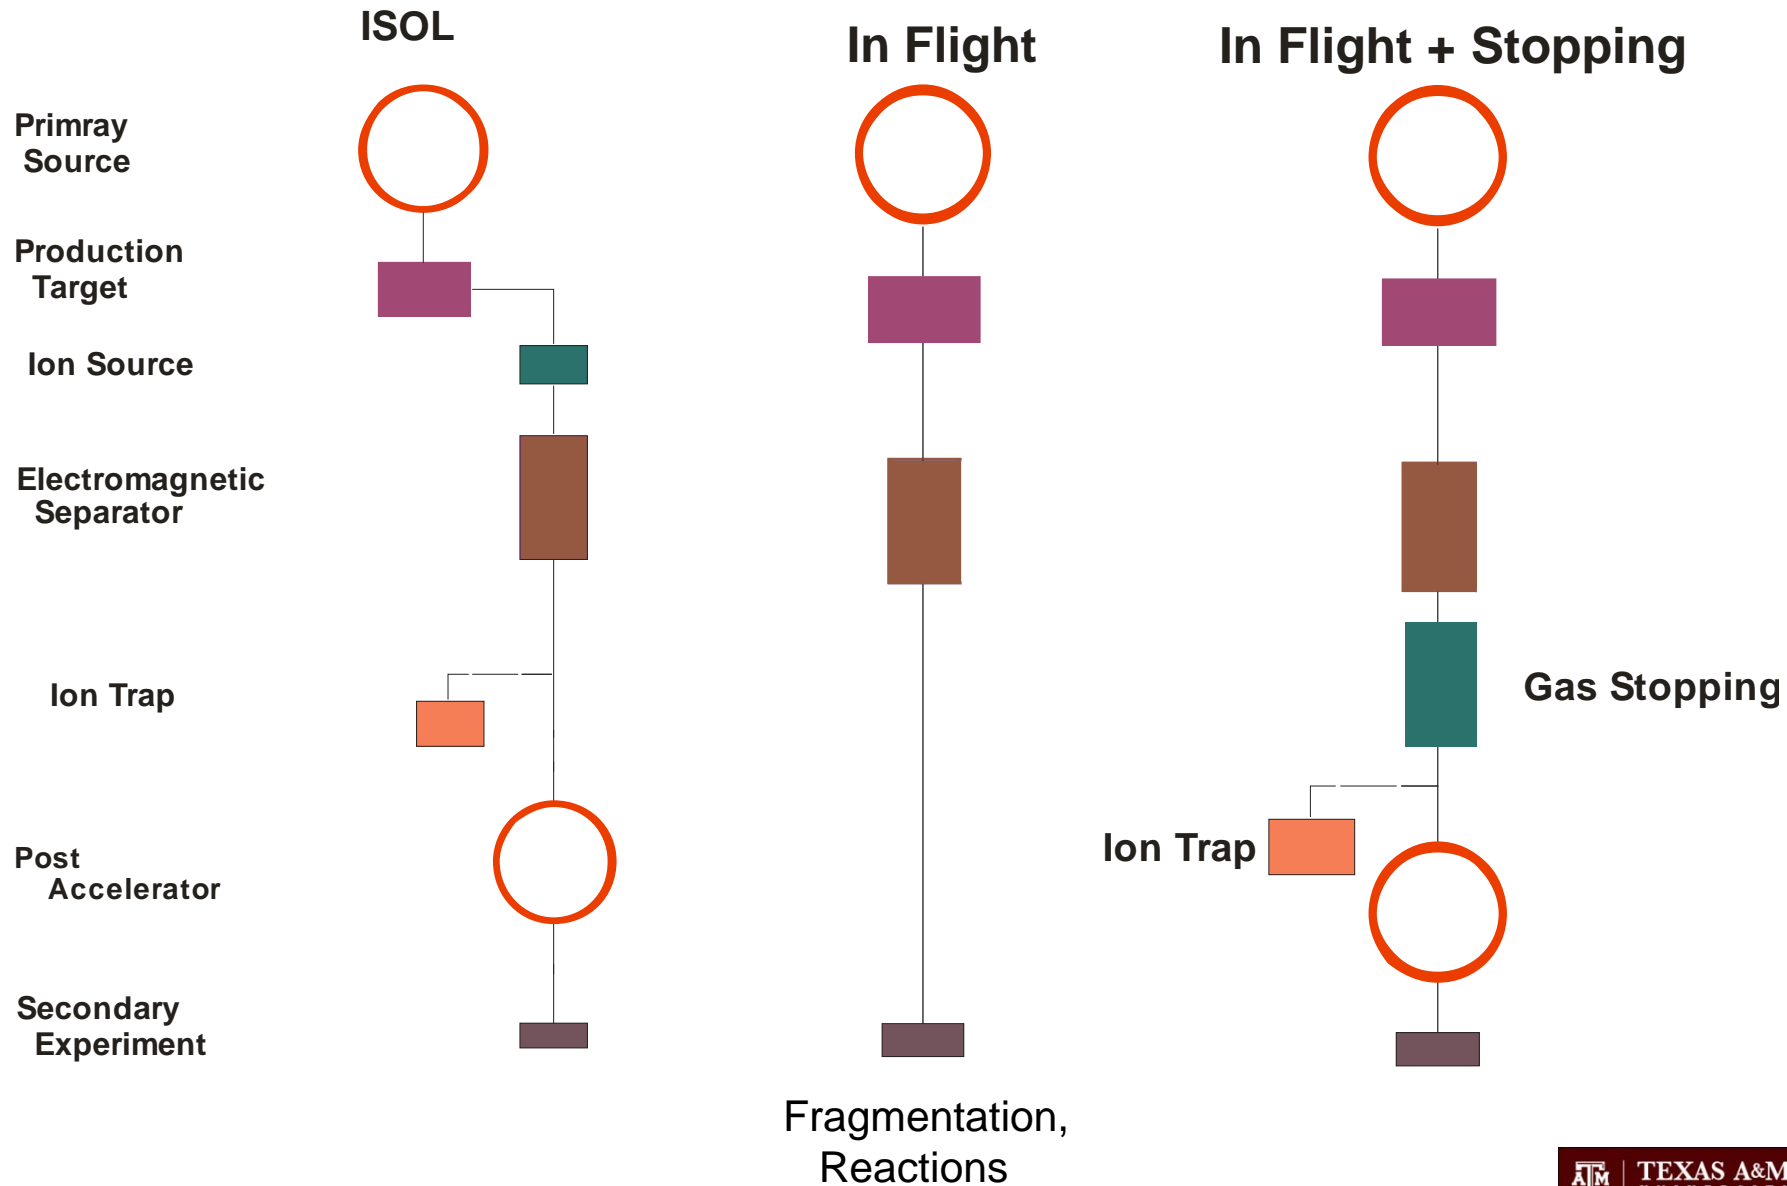 ISOL
In Flight
In Flight + Stopping
Primray
Source
Production
Target
Ion Source
Electromagnetic
Separator
Ion Trap
Gas Stopping
Ion Trap
Post
Accelerator
Secondary
Experiment
Fragmentation,
Reactions
ATM TEXAS A&M